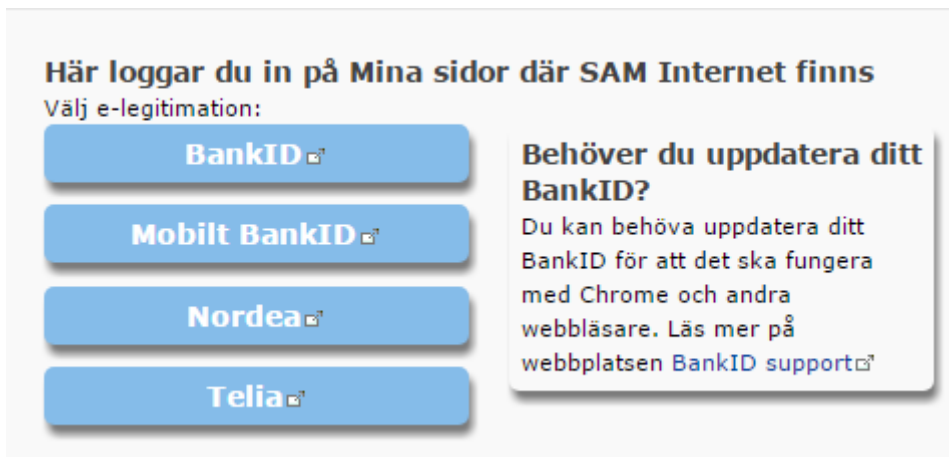 Här loggar du in på Mina sidor där SAM Internet finns
Välj e-legitimation:
BankID
Mobilt BankID
Nordea
Telia
Behöver du uppdatera ditt
BankID?
Du kan behöva uppdatera ditt
BankID för att det ska fungera
med Chrome och andra
webbläsare. Läs mer på
webbplatsen BankID support